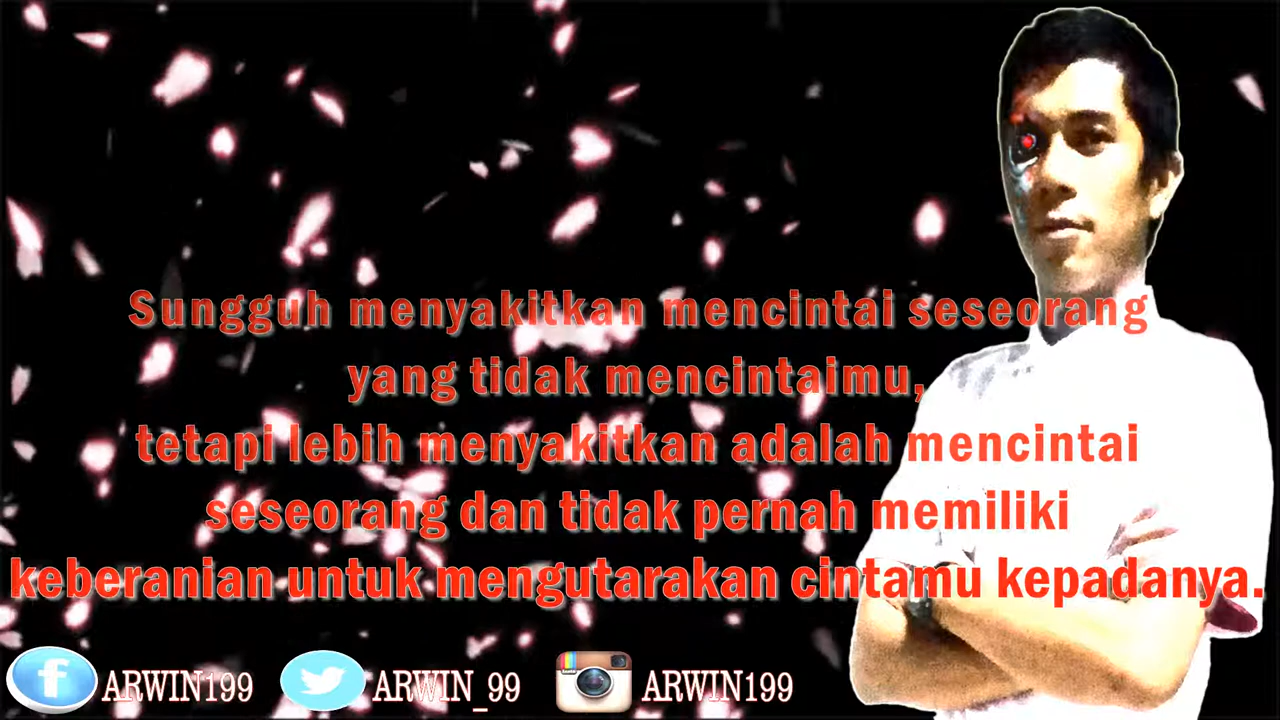 Sungguh menyakitkan mencintai seseorang
yang tidak mencintaimu,
tetapi lebih menyakitkan adalah mencintai
seseorang dan tidak pernah memiliki
keberanian untuk mengutarakan cintamu kepadanya.
f ARWIN199 ARWIN_99 ARWIN199